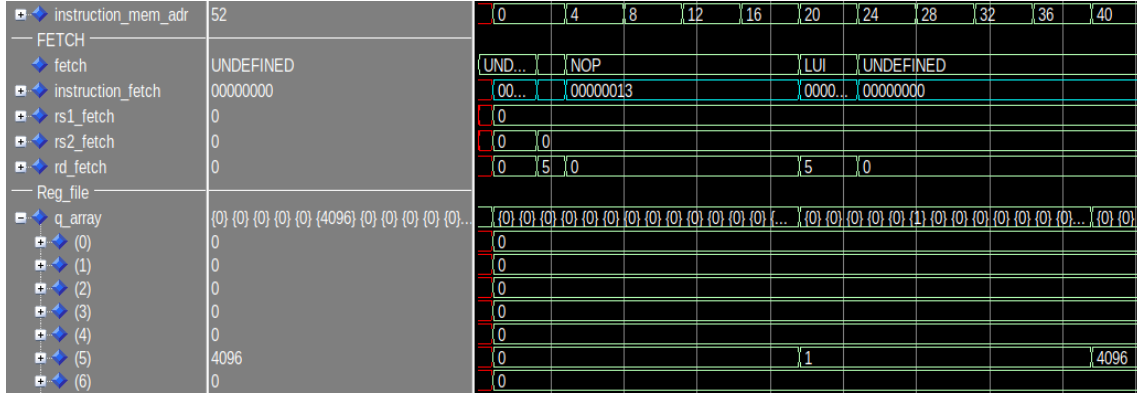 instruction_mem_adr 52 0 4 8 12 16 20 24 28 32 36 40
FETCH
fetch UNDEFINED UND... NOP LUI UNDEFINED
instruction_fetch 00000000 00... 00000013 0000... 00000000
rs1_fetch 0 0
rs2_fetch 0 0 0
rd_fetch 0 0 5 0 5 0
Reg_file
q_array {0} {0} {0} {0} {0} {4096} {0} {0} {0} {0} {0}... {0} {0} {0} {0} {0} {0} {0} {0} {0} {0} {0} {0} {0} {... {0} {0} {0} {0} {0} {1} {0} {0} {0} {0} {0} {0}... {0} {0}
(0) 0 0
(1) 0 0
(2) 0 0
(3) 0 0
(4) 0 0
(5) 4096 0 1 4096
(6) 0 0